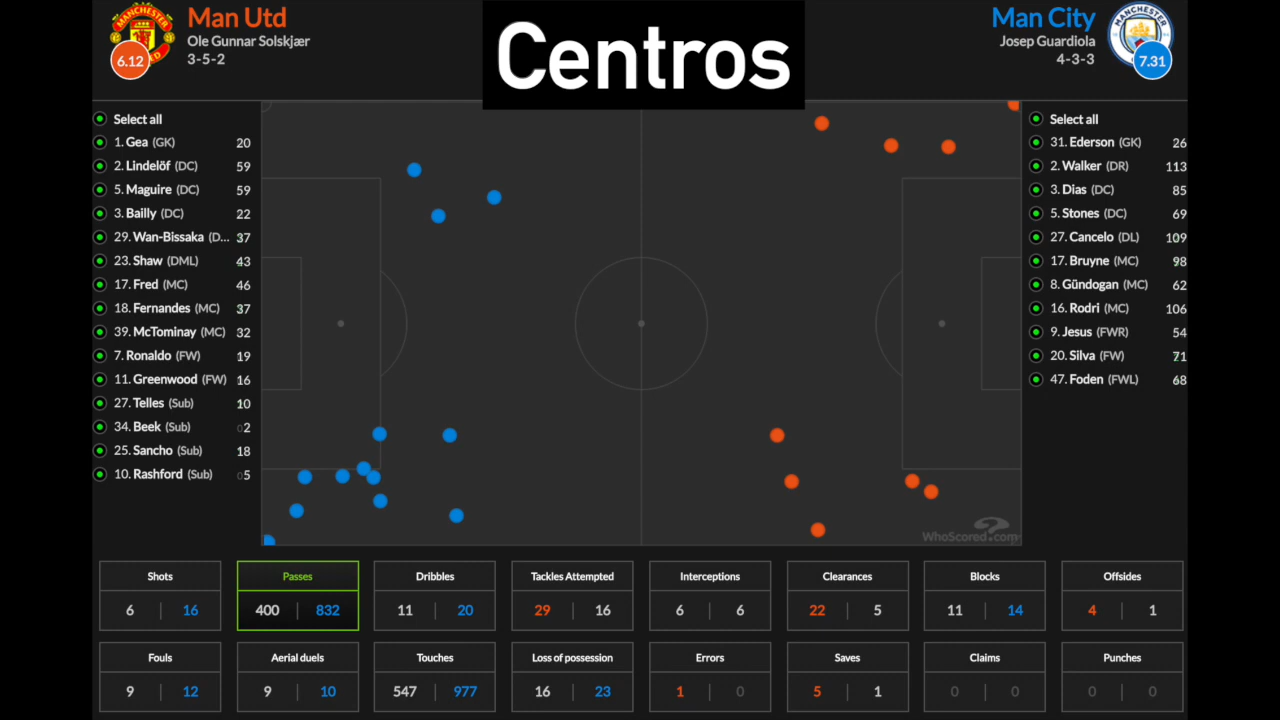 Man Utd
Ole Gunnar Solskjær
3-5-2
6.12
Centros
Man City
Josep Guardiola
4-3-3
7.31
MANCHESTER
MANCHESTER
Select all
1. Gea (GK) 20
2. Lindelöf (DC) 59
5. Maguire (DC) 59
3. Bailly (DC) 22
29. Wan-Bissaka (D... 37
23. Shaw (DML) 43
17. Fred (MC) 46
18. Fernandes (MC) 37
39. McTominay (MC) 32
7. Ronaldo (FW) 19
11. Greenwood (FW) 16
27. Telles (Sub) 10
34. Beek (Sub) 02
25. Sancho (Sub) 18
10. Rashford (Sub) 05
Select all
31. Ederson (GK) 26
2. Walker (DR) 113
3. Dias (DC) 85
5. Stones (DC) 69
27. Cancelo (DL) 109
17. Bruyne (MC) 98
8. Gündogan (MC) 62
16. Rodri (MC) 106
9. Jesus (FWR) 54
20. Silva (FW) 71
47. Foden (FWL) 68
WhoScored.com
Shots Passes Dribbles Tackles Attempted Interceptions Clearances Blocks Offsides
6 16 400 832 11 20 29 16 6 6 22 5 11 14 4 1
Fouls Aerial duels Touches Loss of possession Errors Saves Claims Punches
9 12 9 10 547 977 16 23 1 0 5 1 0 0 0 0